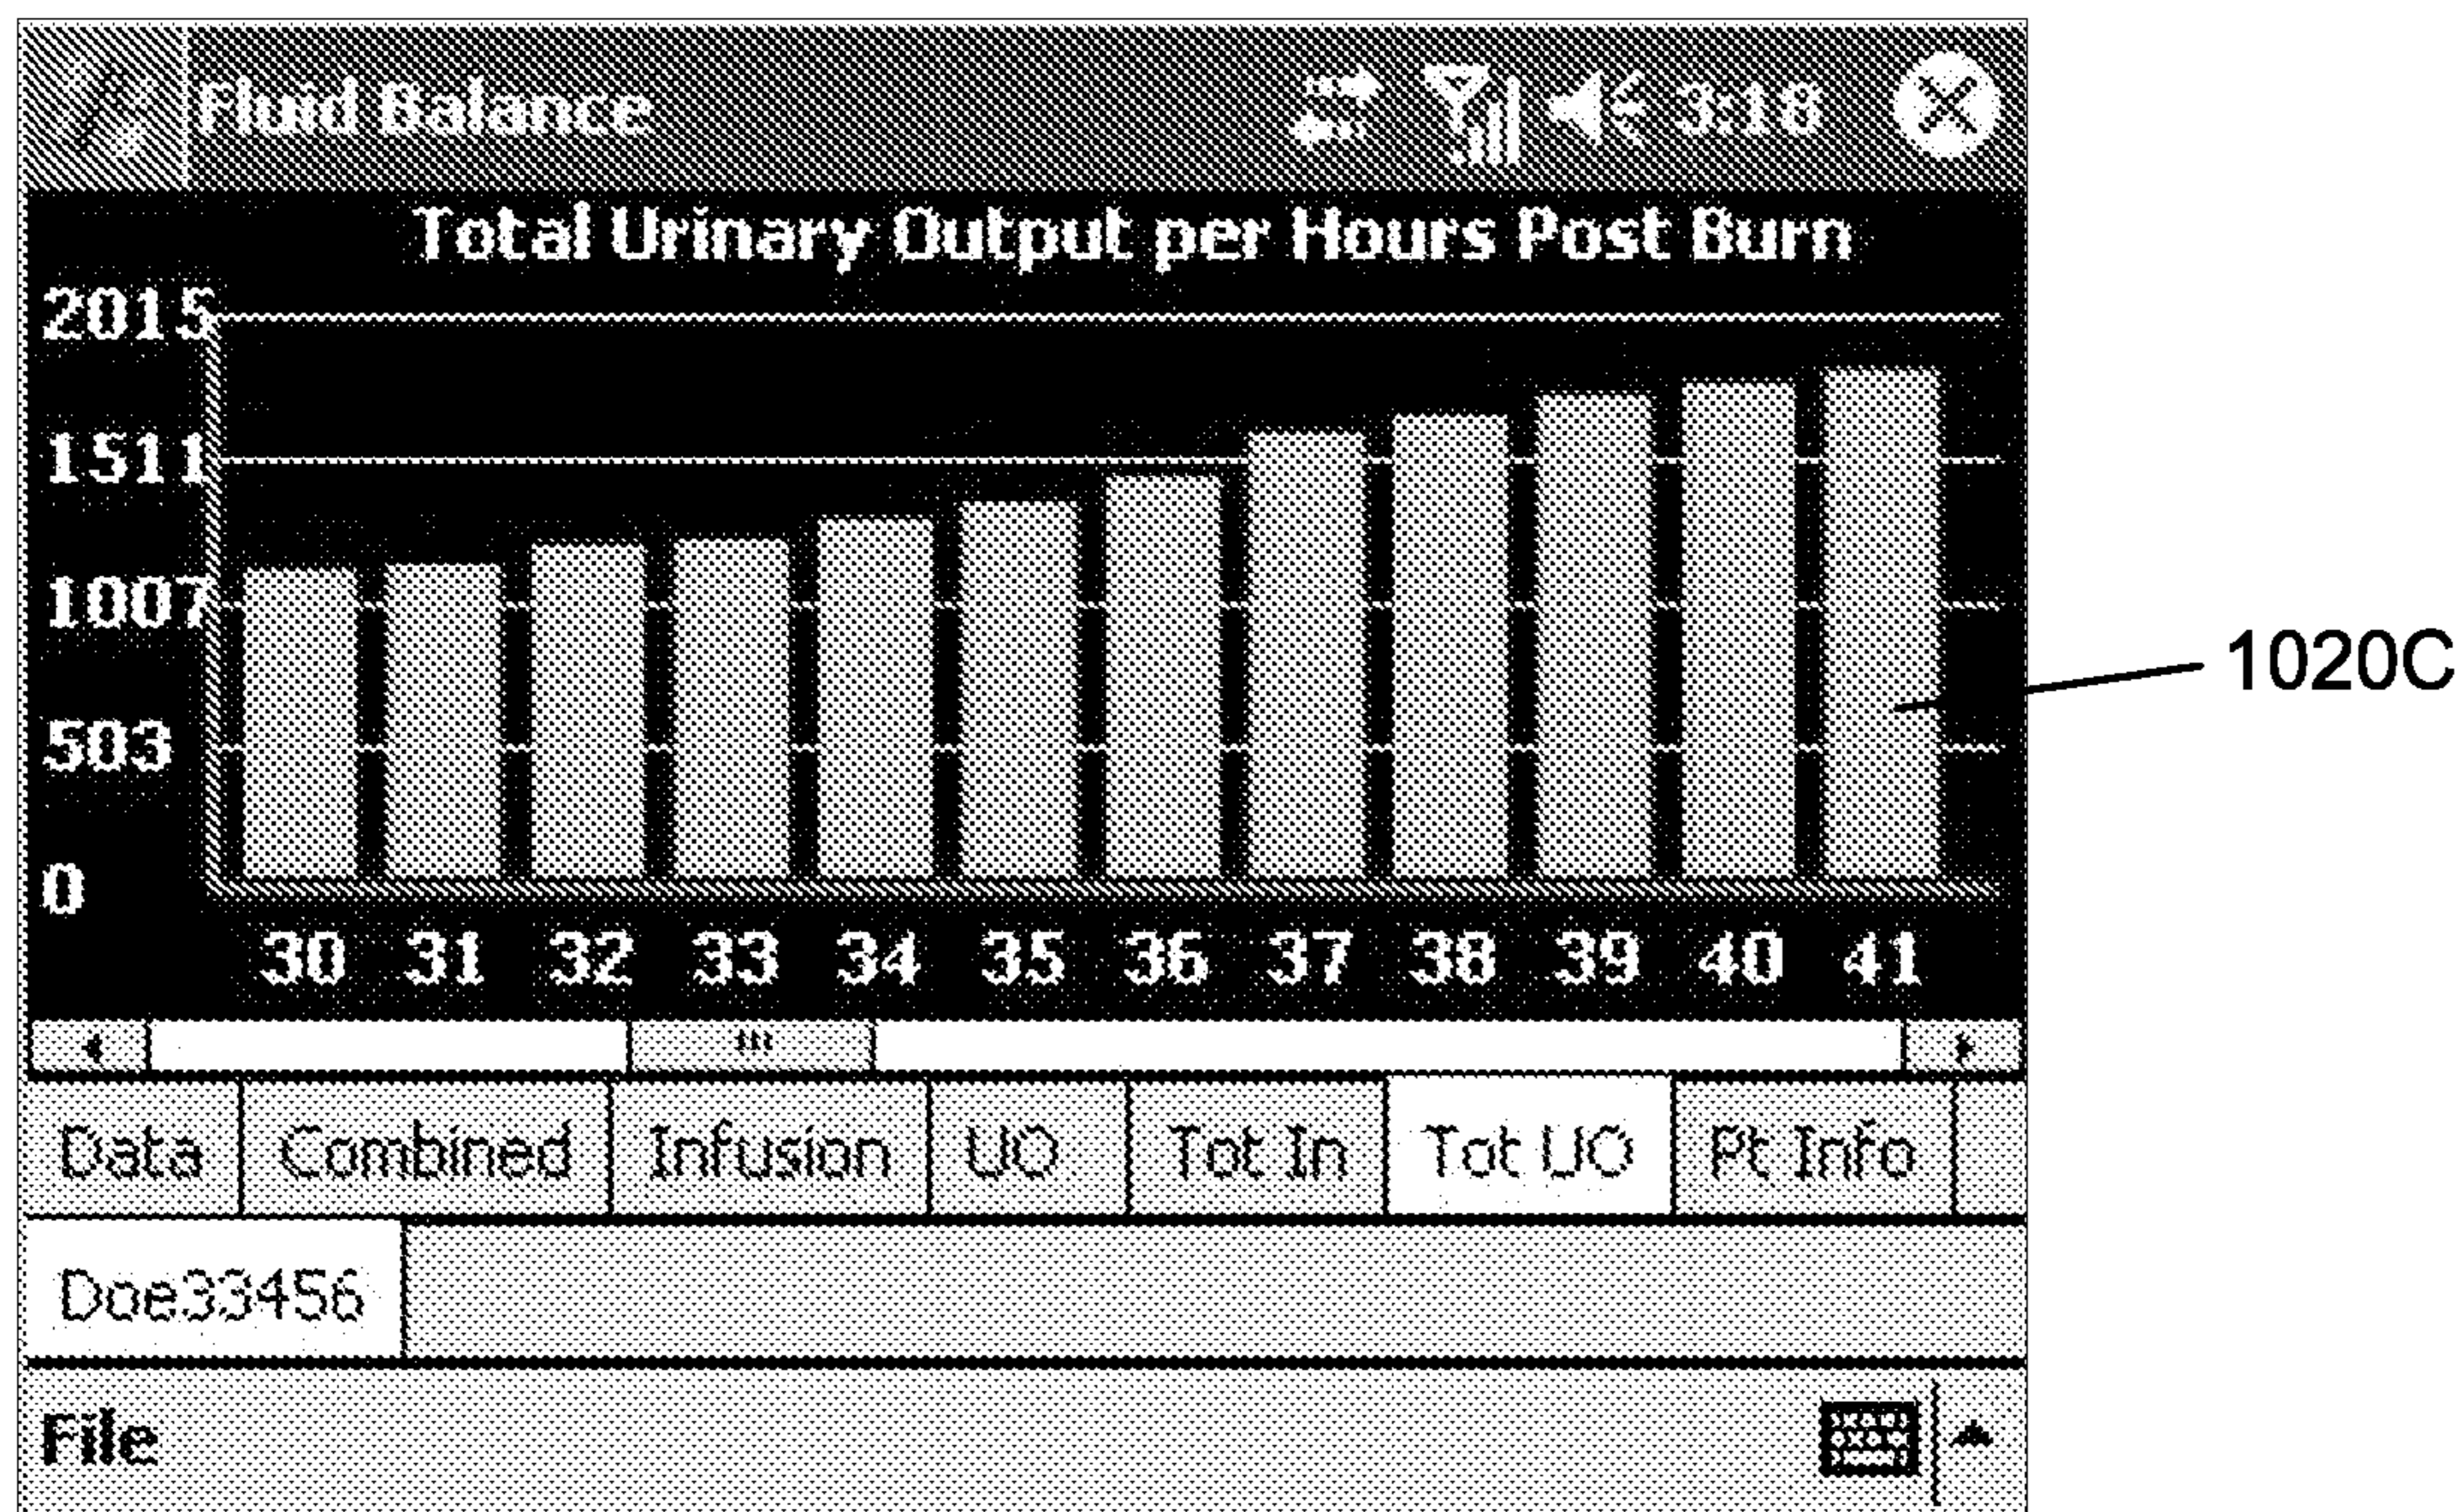 Fluid Balance 3:18
Total Urinary Output per Hours Post Burn
2015
1511
1007
503
0
30 31 32 33 34 35 36 37 38 39 40 41
1020C
Data Combined Infusion UO Tot In Tot UO Pt Info
Doe33456
File